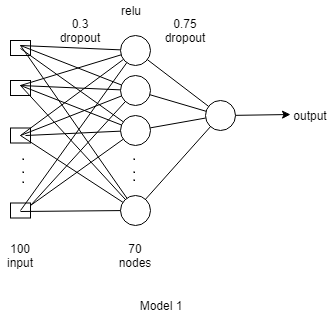 relu
0.3
dropout
0.75
dropout
output
100
input
70
nodes
Model 1